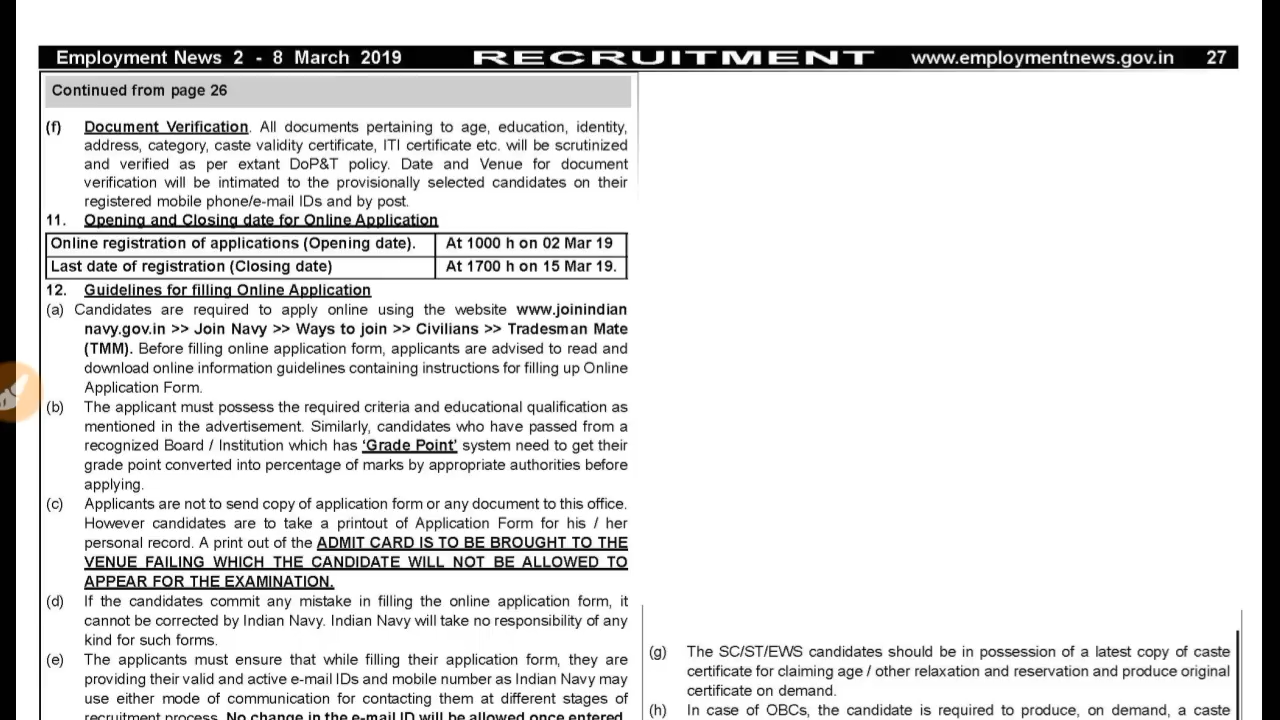 Employment News 2 - 8 March 2019 RECRUITMENT www.employmentnews.gov.in 27
Continued from page 26
(f) Document Verification. All documents pertaining to age, education, identity,
address, category, caste validity certificate, ITI certificate etc. will be scrutinized
and verified as per extant DoP&T policy. Date and Venue for document
verification will be intimated to the provisionally selected candidates on their
registered mobile phone/e-mail IDs and by post.
11. Opening and Closing date for Online Application
Online registration of applications (Opening date). At 1000 h on 02 Mar 19
Last date of registration (Closing date) At 1700 h on 15 Mar 19.
12. Guidelines for filling Online Application
(a) Candidates are required to apply online using the website www.joinindian
navy.gov.in >> Join Navy >> Ways to join >> Civilians >> Tradesman Mate
(TMM). Before filling online application form, applicants are advised to read and
download online information guidelines containing instructions for filling up Online
Application Form.
(b) The applicant must possess the required criteria and educational qualification as
mentioned in the advertisement. Similarly, candidates who have passed from a
recognized Board / Institution which has ‘Grade Point’ system need to get their
grade point converted into percentage of marks by appropriate authorities before
applying.
(c) Applicants are not to send copy of application form or any document to this office.
However candidates are to take a printout of Application Form for his / her
personal record. A print out of the ADMIT CARD IS TO BE BROUGHT TO THE
VENUE FAILING WHICH THE CANDIDATE WILL NOT BE ALLOWED TO
APPEAR FOR THE EXAMINATION.
(d) If the candidates commit any mistake in filling the online application form, it
cannot be corrected by Indian Navy. Indian Navy will take no responsibility of any
kind for such forms.
(e) The applicants must ensure that while filling their application form, they are
providing their valid and active e-mail IDs and mobile number as Indian Navy may
use either mode of communication for contacting them at different stages of
recruitment process. No change in the e-mail ID will be allowed once entered.
(g) The SC/ST/EWS candidates should be in possession of a latest copy of caste
certificate for claiming age / other relaxation and reservation and produce original
certificate on demand.
(h) In case of OBCs, the candidate is required to produce, on demand, a caste